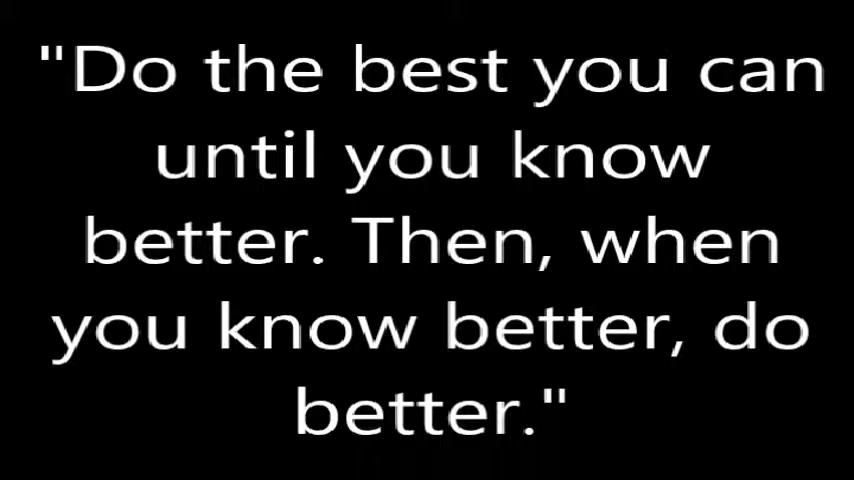 "Do the best you can
until you know
better. Then, when
you know better, do
better."